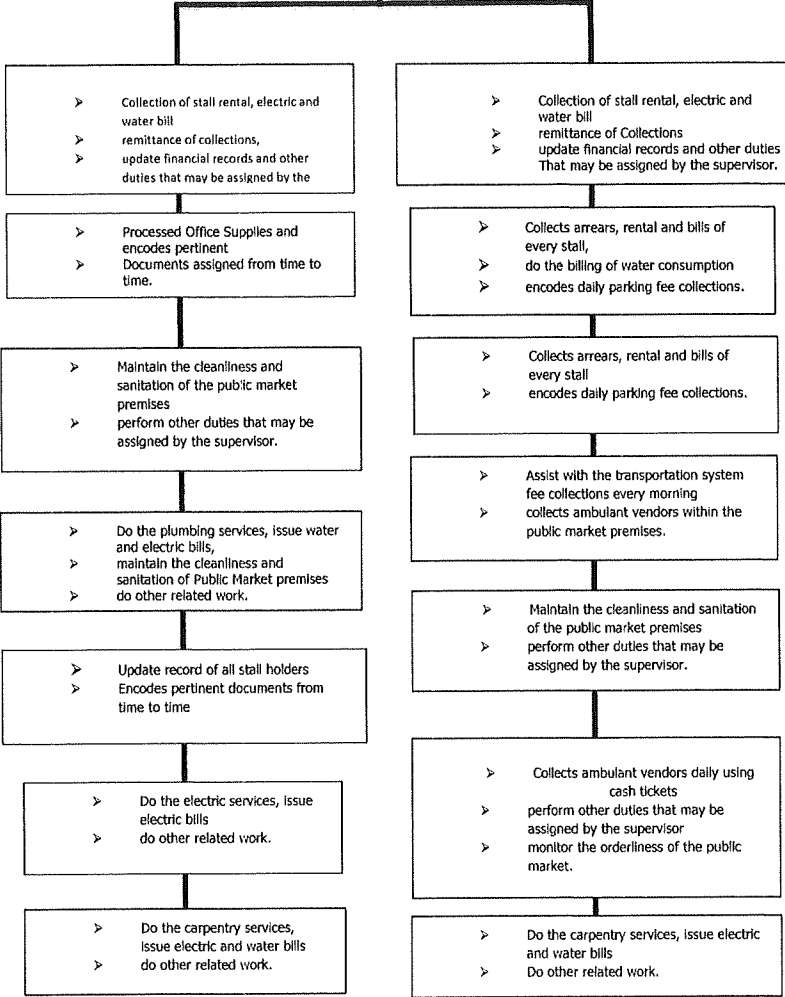 ➢ Collection of stall rental, electric and
water bill
➢ remittance of collections,
➢ update financial records and other
duties that may be assigned by the
➢ Processed Office Supplies and
encodes pertinent
➢ Documents assigned from time to
time.
➢ Maintain the cleanliness and
sanitation of the public market
premises
➢ perform other duties that may be
assigned by the supervisor.
➢ Do the plumbing services, issue water
and electric bills,
➢ maintain the cleanliness and
sanitation of Public Market premises
➢ do other related work.
➢ Update record of all stall holders
➢ Encodes pertinent documents from
time to time
➢ Do the electric services, issue
electric bills
➢ do other related work.
➢ Do the carpentry services,
issue electric and water bills
➢ do other related work.
➢ Collection of stall rental, electric and
water bill
➢ remittance of Collections
➢ update financial records and other duties
That may be assigned by the supervisor.
➢ Collects arrears, rental and bills of
every stall,
➢ do the billing of water consumption
➢ encodes daily parking fee collections.
➢ Collects arrears, rental and bills of
every stall
➢ encodes daily parking fee collections.
➢ Assist with the transportation system
fee collections every morning
➢ collects ambulant vendors within the
public market premises.
➢ Maintain the cleanliness and sanitation
of the public market premises
➢ perform other duties that may be
assigned by the supervisor.
➢ Collects ambulant vendors daily using
cash tickets
➢ perform other duties that may be
assigned by the supervisor
➢ monitor the orderliness of the public
market.
➢ Do the carpentry services, issue electric
and water bills
➢ Do other related work.